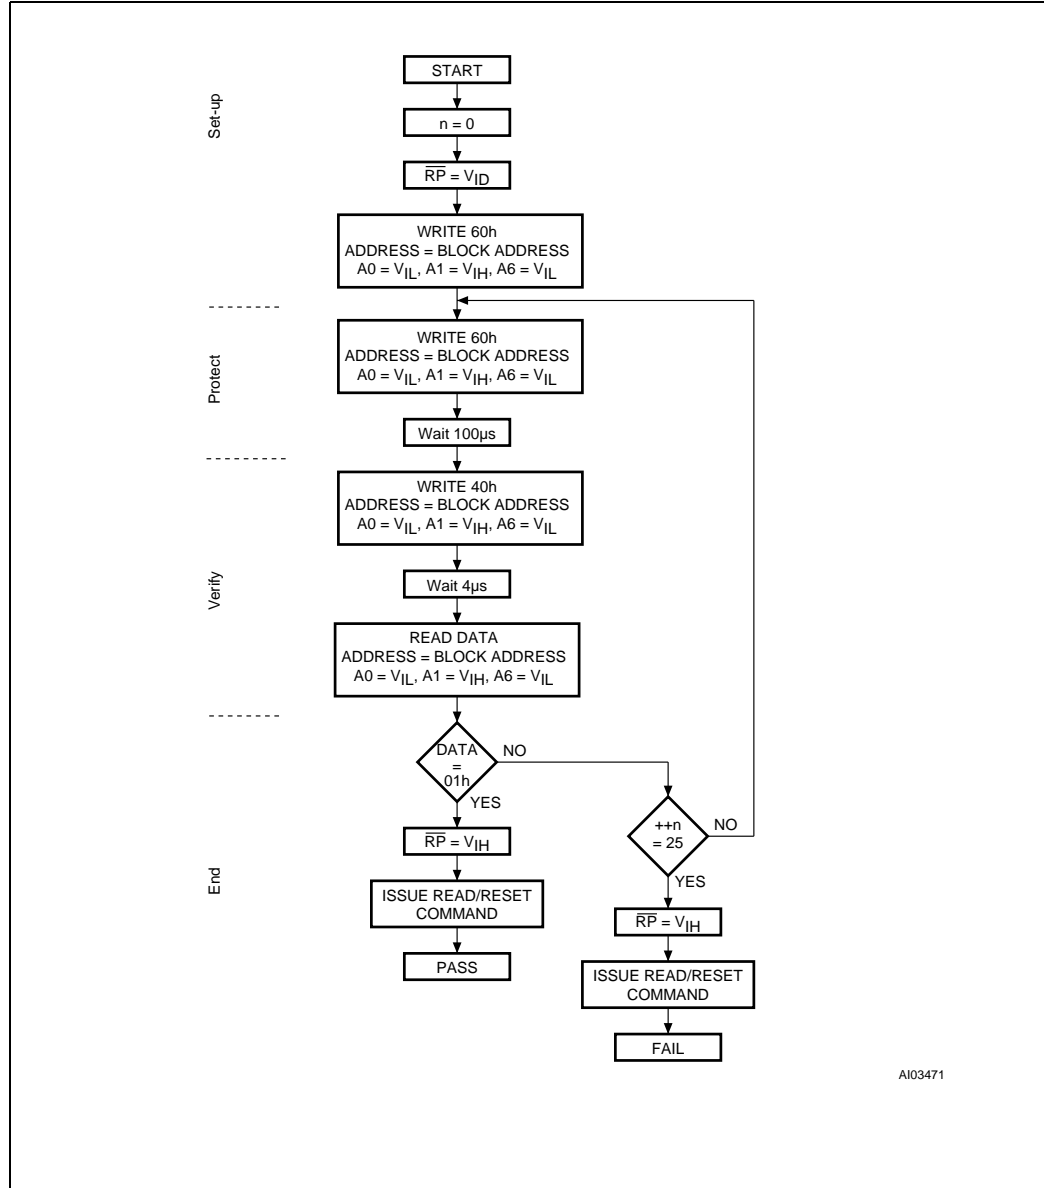 Set-up
START
n = 0
R̅P̅ = VID
WRITE 60h
ADDRESS = BLOCK ADDRESS
A0 = VIL, A1 = VIH, A6 = VIL
Protect
WRITE 60h
ADDRESS = BLOCK ADDRESS
A0 = VIL, A1 = VIH, A6 = VIL
Wait 100µs
Verify
WRITE 40h
ADDRESS = BLOCK ADDRESS
A0 = VIL, A1 = VIH, A6 = VIL
Wait 4µs
READ DATA
ADDRESS = BLOCK ADDRESS
A0 = VIL, A1 = VIH, A6 = VIL
End
DATA
=
01h
NO
YES
R̅P̅ = VIH
ISSUE READ/RESET
COMMAND
PASS
++n
= 25
NO
YES
R̅P̅ = VIH
ISSUE READ/RESET
COMMAND
FAIL
AI03471